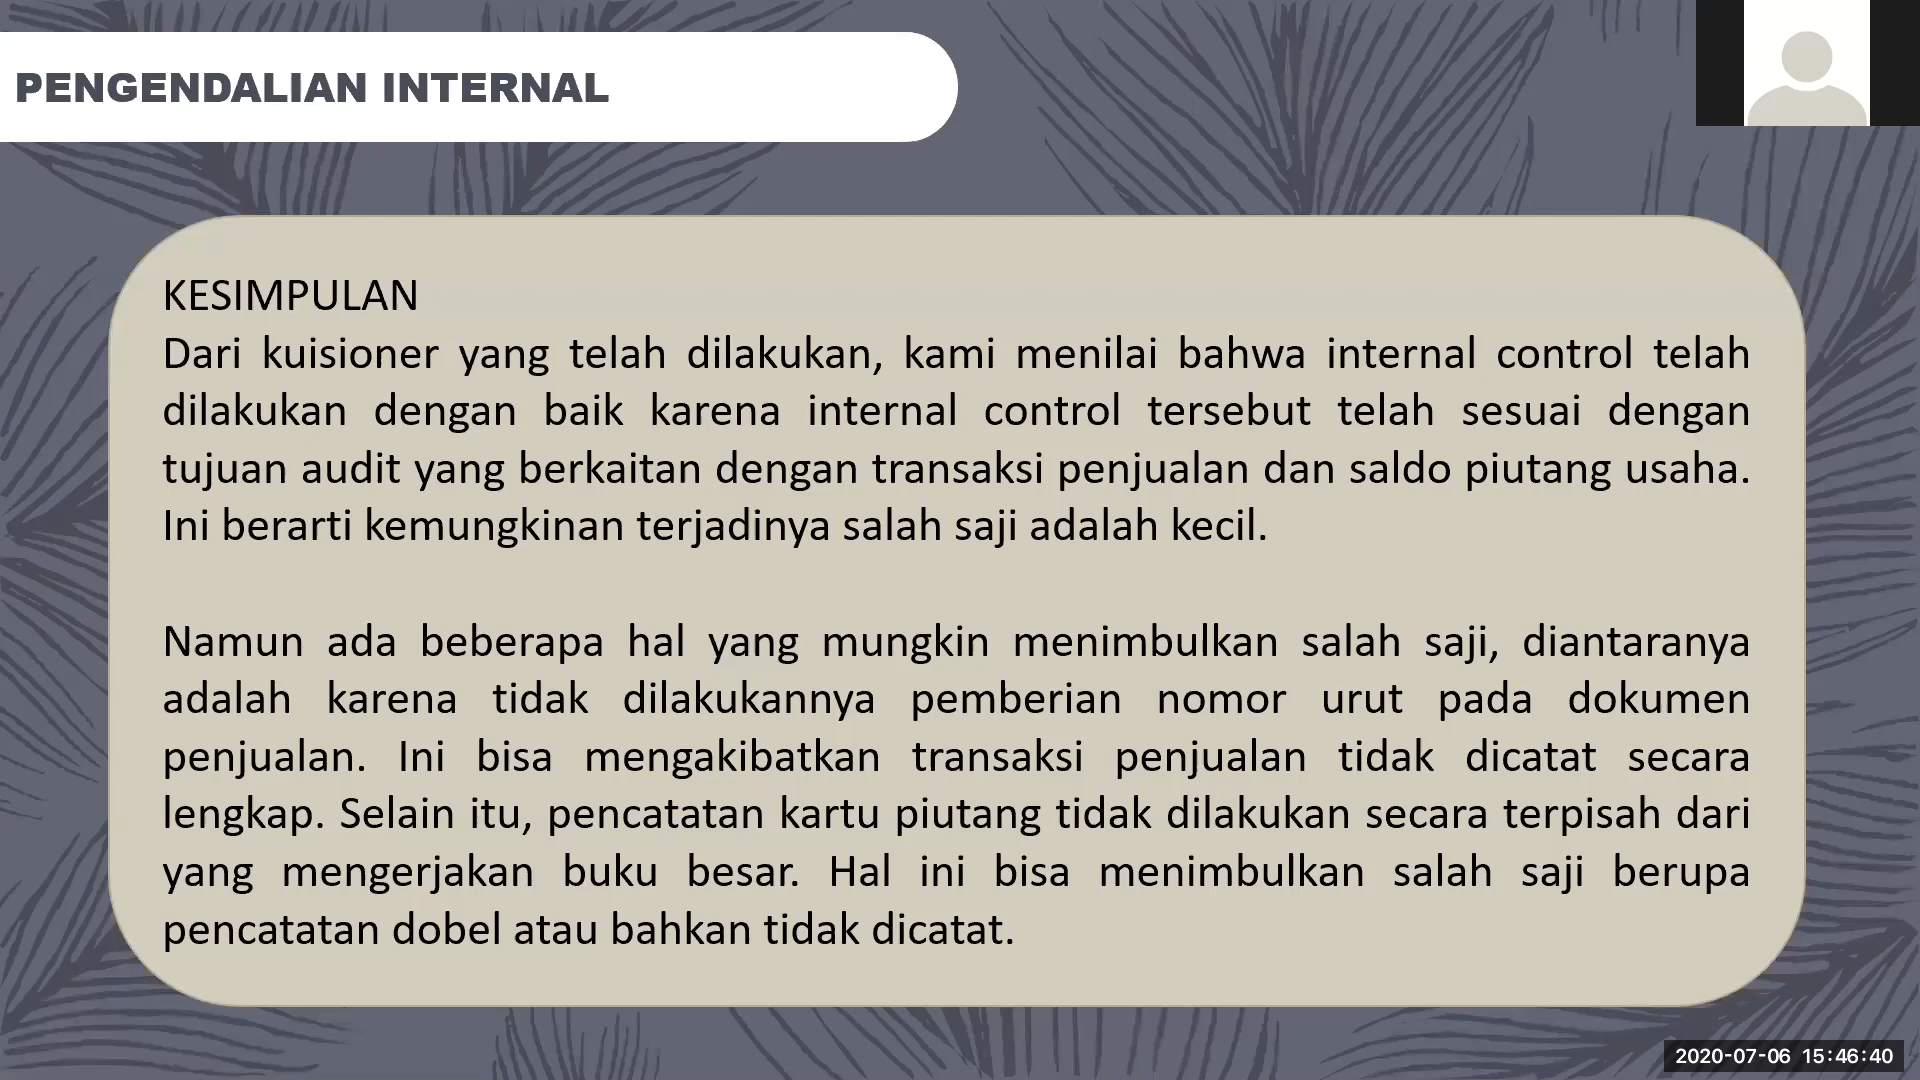 PENGENDALIAN INTERNAL
KESIMPULAN
Dari kuisioner yang telah dilakukan, kami menilai bahwa internal control telah
dilakukan dengan baik karena internal control tersebut telah sesuai dengan
tujuan audit yang berkaitan dengan transaksi penjualan dan saldo piutang usaha.
Ini berarti kemungkinan terjadinya salah saji adalah kecil.
Namun ada beberapa hal yang mungkin menimbulkan salah saji, diantaranya
adalah karena tidak dilakukannya pemberian nomor urut pada dokumen
penjualan. Ini bisa mengakibatkan transaksi penjualan tidak dicatat secara
lengkap. Selain itu, pencatatan kartu piutang tidak dilakukan secara terpisah dari
yang mengerjakan buku besar. Hal ini bisa menimbulkan salah saji berupa
pencatatan dobel atau bahkan tidak dicatat.
2020-07-06 15:46:40